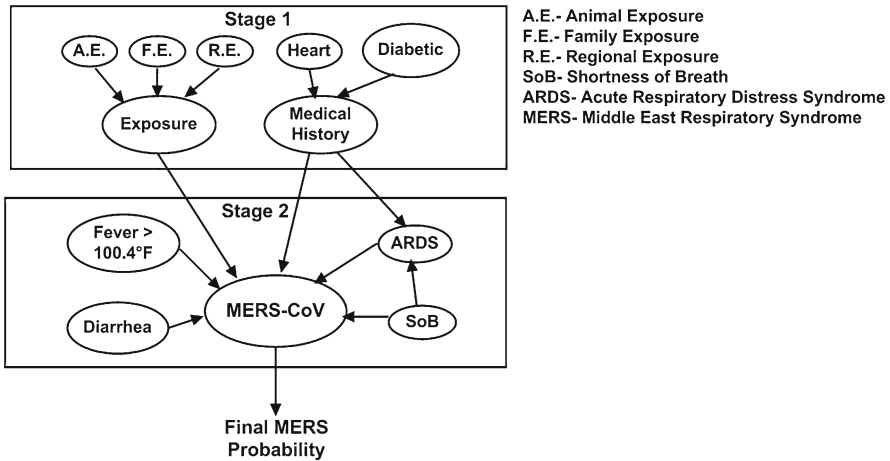 Stage 1
A.E.
F.E.
R.E.
Heart
Diabetic
Exposure
Medical
History
Stage 2
Fever >
100.4°F
ARDS
MERS-CoV
Diarrhea
SoB
Final MERS
Probability
A.E.- Animal Exposure
F.E.- Family Exposure
R.E.- Regional Exposure
SoB- Shortness of Breath
ARDS- Acute Respiratory Distress Syndrome
MERS- Middle East Respiratory Syndrome